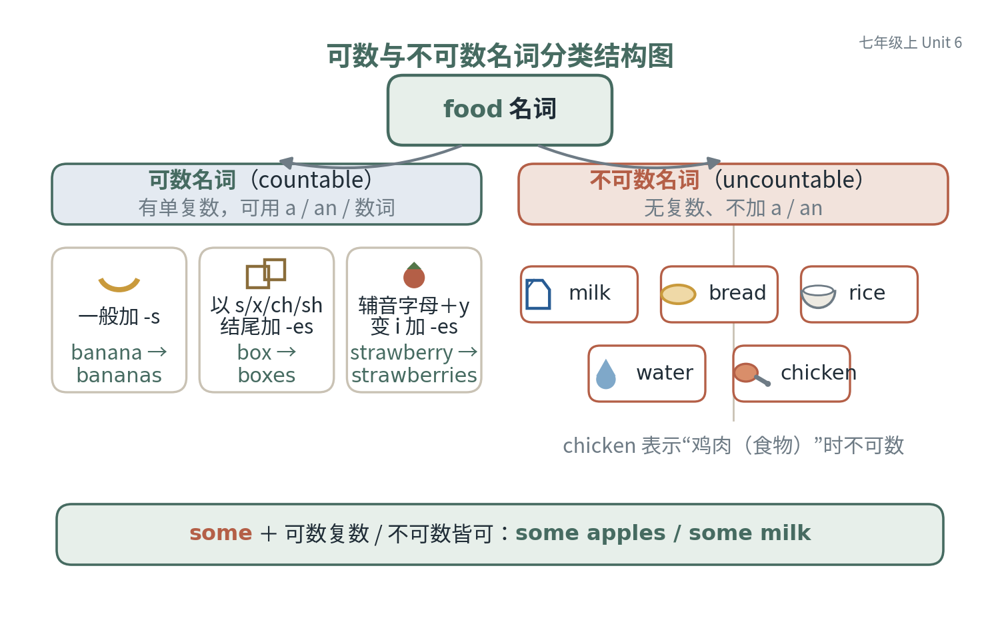 可数与不可数名词分类结构图
七年级上 Unit 6
food 名词
可数名词（countable）
有单复数，可用 a / an / 数词
不可数名词（uncountable）
无复数、不加 a / an
一般加 -s
banana →
bananas
以 s/x/ch/sh
结尾加 -es
box →
boxes
辅音字母＋y
变 i 加 -es
strawberry →
strawberries
milk
bread
rice
water
chicken
chicken 表示“鸡肉（食物）”时不可数
some ＋ 可数复数 / 不可数皆可：some apples / some milk